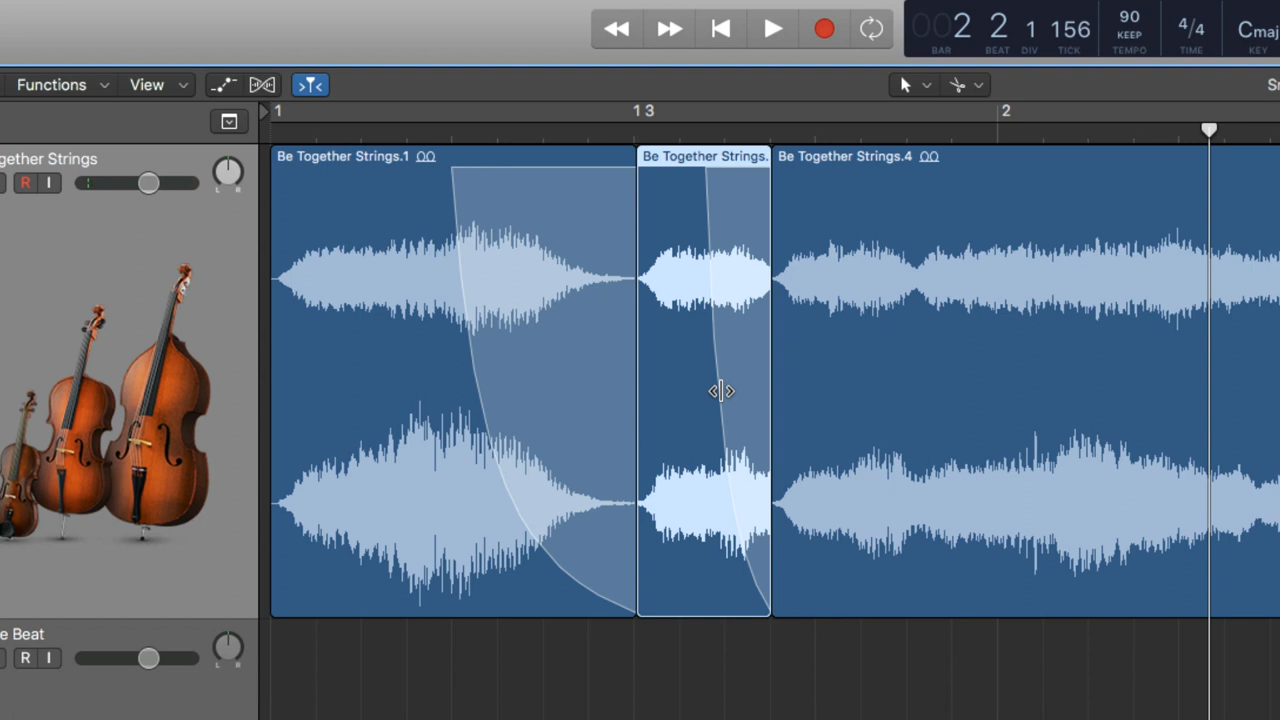 002 2 1 156
BAR BEAT DIV TICK
90
KEEP
TEMPO
4/4
TIME
Cmaj
KEY
Functions View
1 1 3 2
gether Strings
R I
L R
Be Together Strings.1
Be Together Strings.
Be Together Strings.4
e Beat
R I
L R